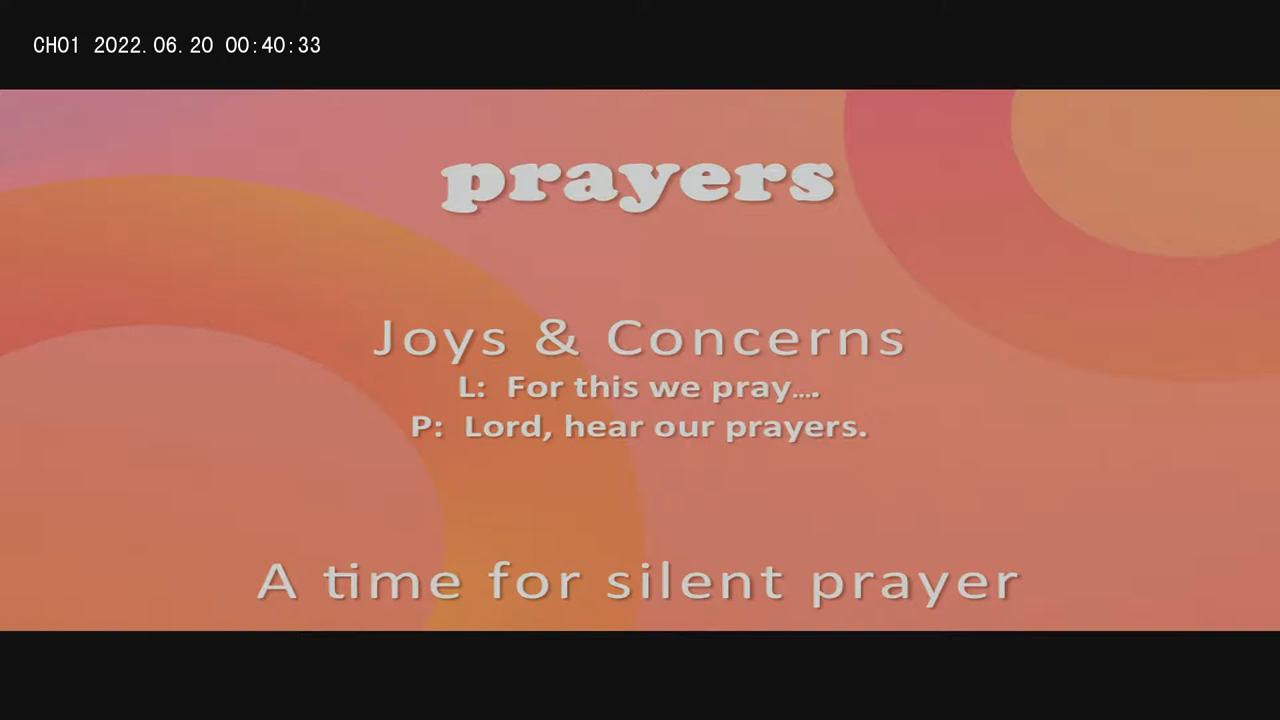 CH01 2022.06.20 00:40:33
prayers
Joys & Concerns
L: For this we pray....
P: Lord, hear our prayers.
A time for silent prayer